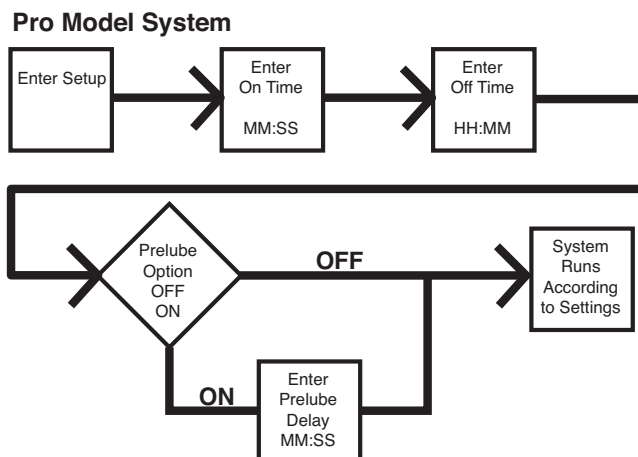 Pro Model System
Enter Setup
Enter
On Time
MM:SS
Enter
Off Time
HH:MM
Prelube
Option
OFF
ON
OFF
System
Runs
According
to Settings
ON
Enter
Prelube
Delay
MM:SS